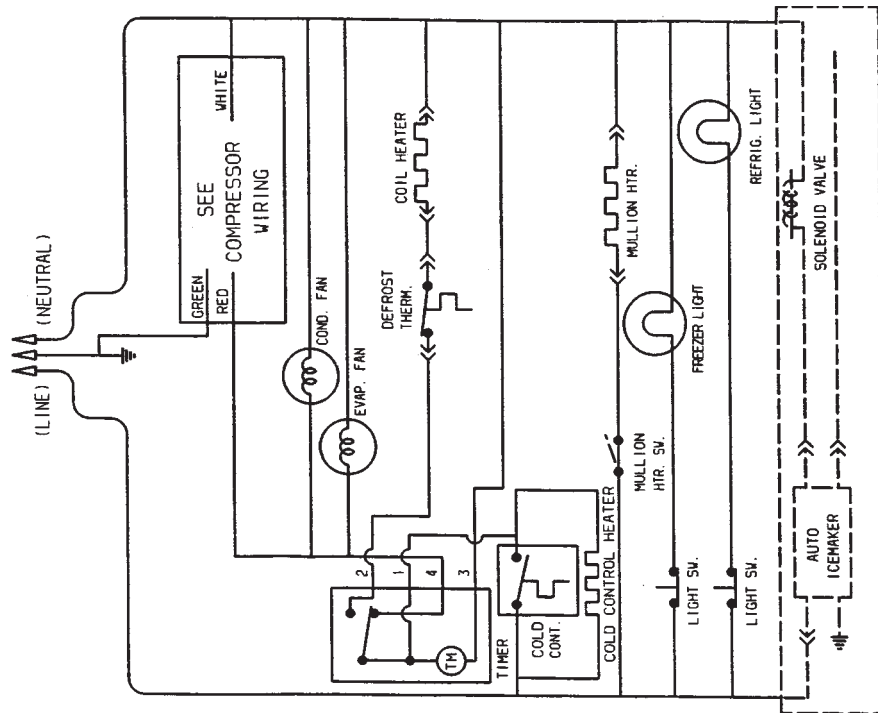 (LINE)
(NEUTRAL)
GREEN
RED
WHITE
SEE
COMPRESSOR
WIRING
COND. FAN
EVAP. FAN
DEFROST
THERM.
COIL HEATER
2
1
4
3
TM
TIMER
COLD
CONT.
COLD CONTROL HEATER
MULLION
HTR. SW.
MULLION HTR.
LIGHT SW.
FREEZER LIGHT
LIGHT SW.
REFRIG. LIGHT
AUTO
ICEMAKER
SOLENOID VALVE